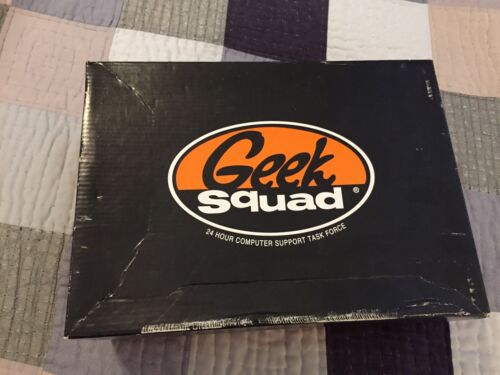 Geek
Squad ®
24 HOUR COMPUTER SUPPORT TASK FORCE